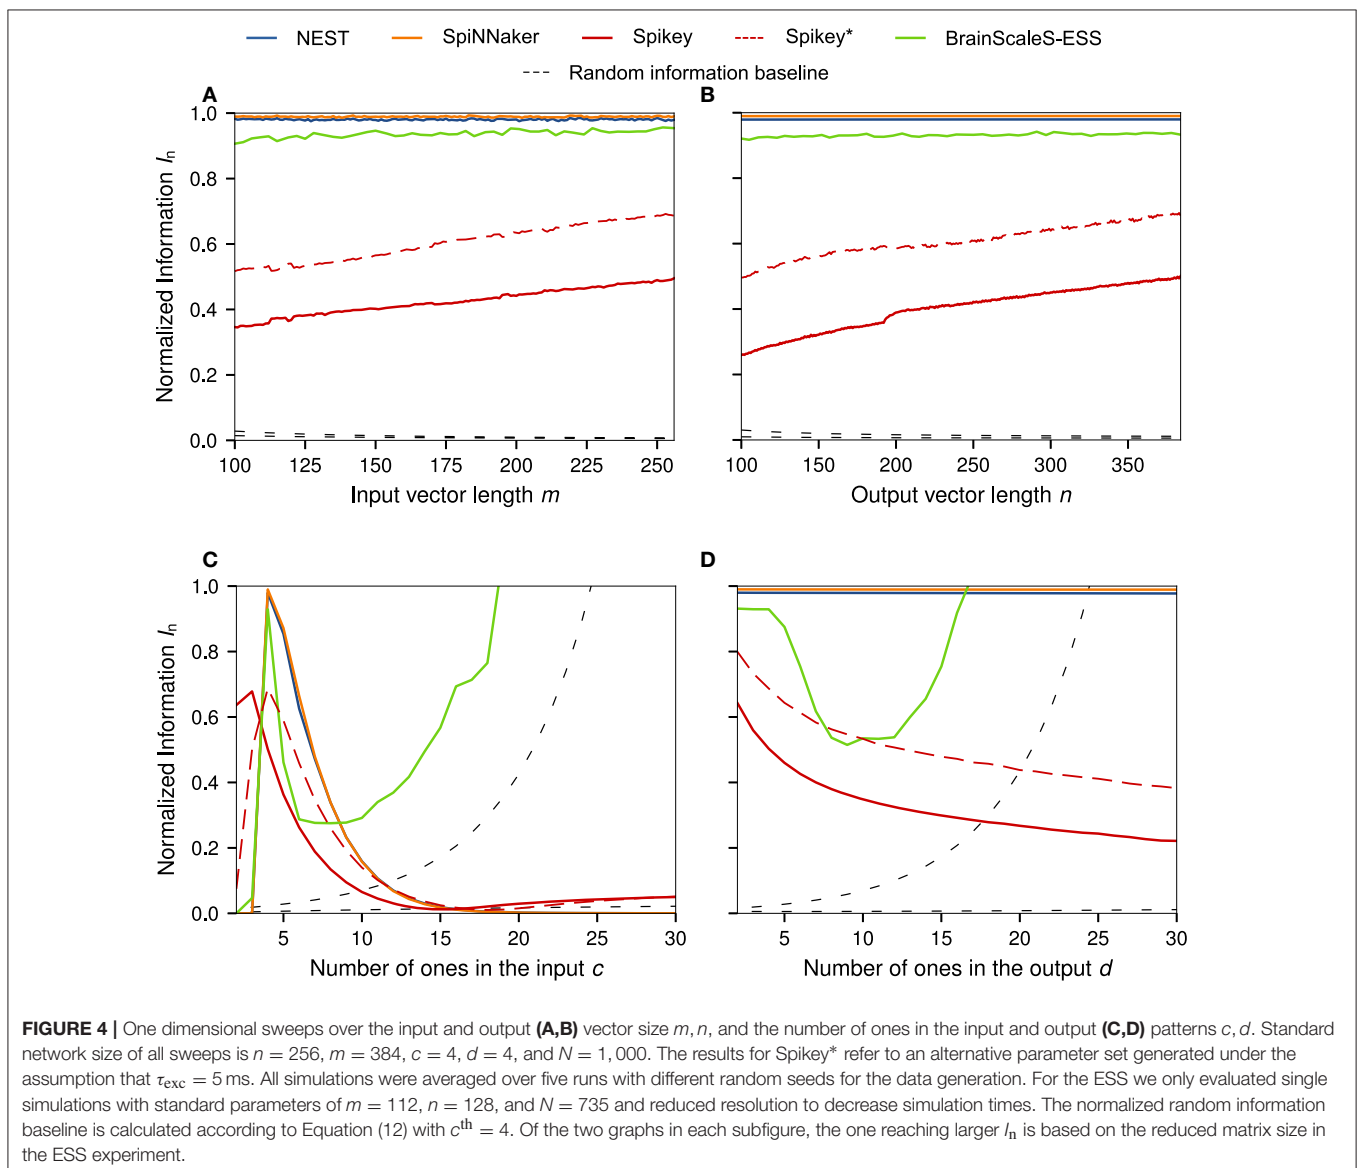 NEST SpiNNaker Spikey Spikey* BrainScaleS-ESS
Random information baseline
A
B
Normalized Information Iₙ
1.0
0.8
0.6
0.4
0.2
0.0
100 125 150 175 200 225 250
Input vector length m
100 150 200 250 300 350
Output vector length n
C
D
Normalized Information Iₙ
1.0
0.8
0.6
0.4
0.2
0.0
5 10 15 20 25 30
Number of ones in the input c
5 10 15 20 25 30
Number of ones in the output d
FIGURE 4 | One dimensional sweeps over the input and output (A,B) vector size m, n, and the number of ones in the input and output (C,D) patterns c, d. Standard
network size of all sweeps is n = 256, m = 384, c = 4, d = 4, and N = 1, 000. The results for Spikey* refer to an alternative parameter set generated under the
assumption that τexc = 5 ms. All simulations were averaged over five runs with different random seeds for the data generation. For the ESS we only evaluated single
simulations with standard parameters of m = 112, n = 128, and N = 735 and reduced resolution to decrease simulation times. The normalized random information
baseline is calculated according to Equation (12) with cᵗʰ = 4. Of the two graphs in each subfigure, the one reaching larger Iₙ is based on the reduced matrix size in
the ESS experiment.